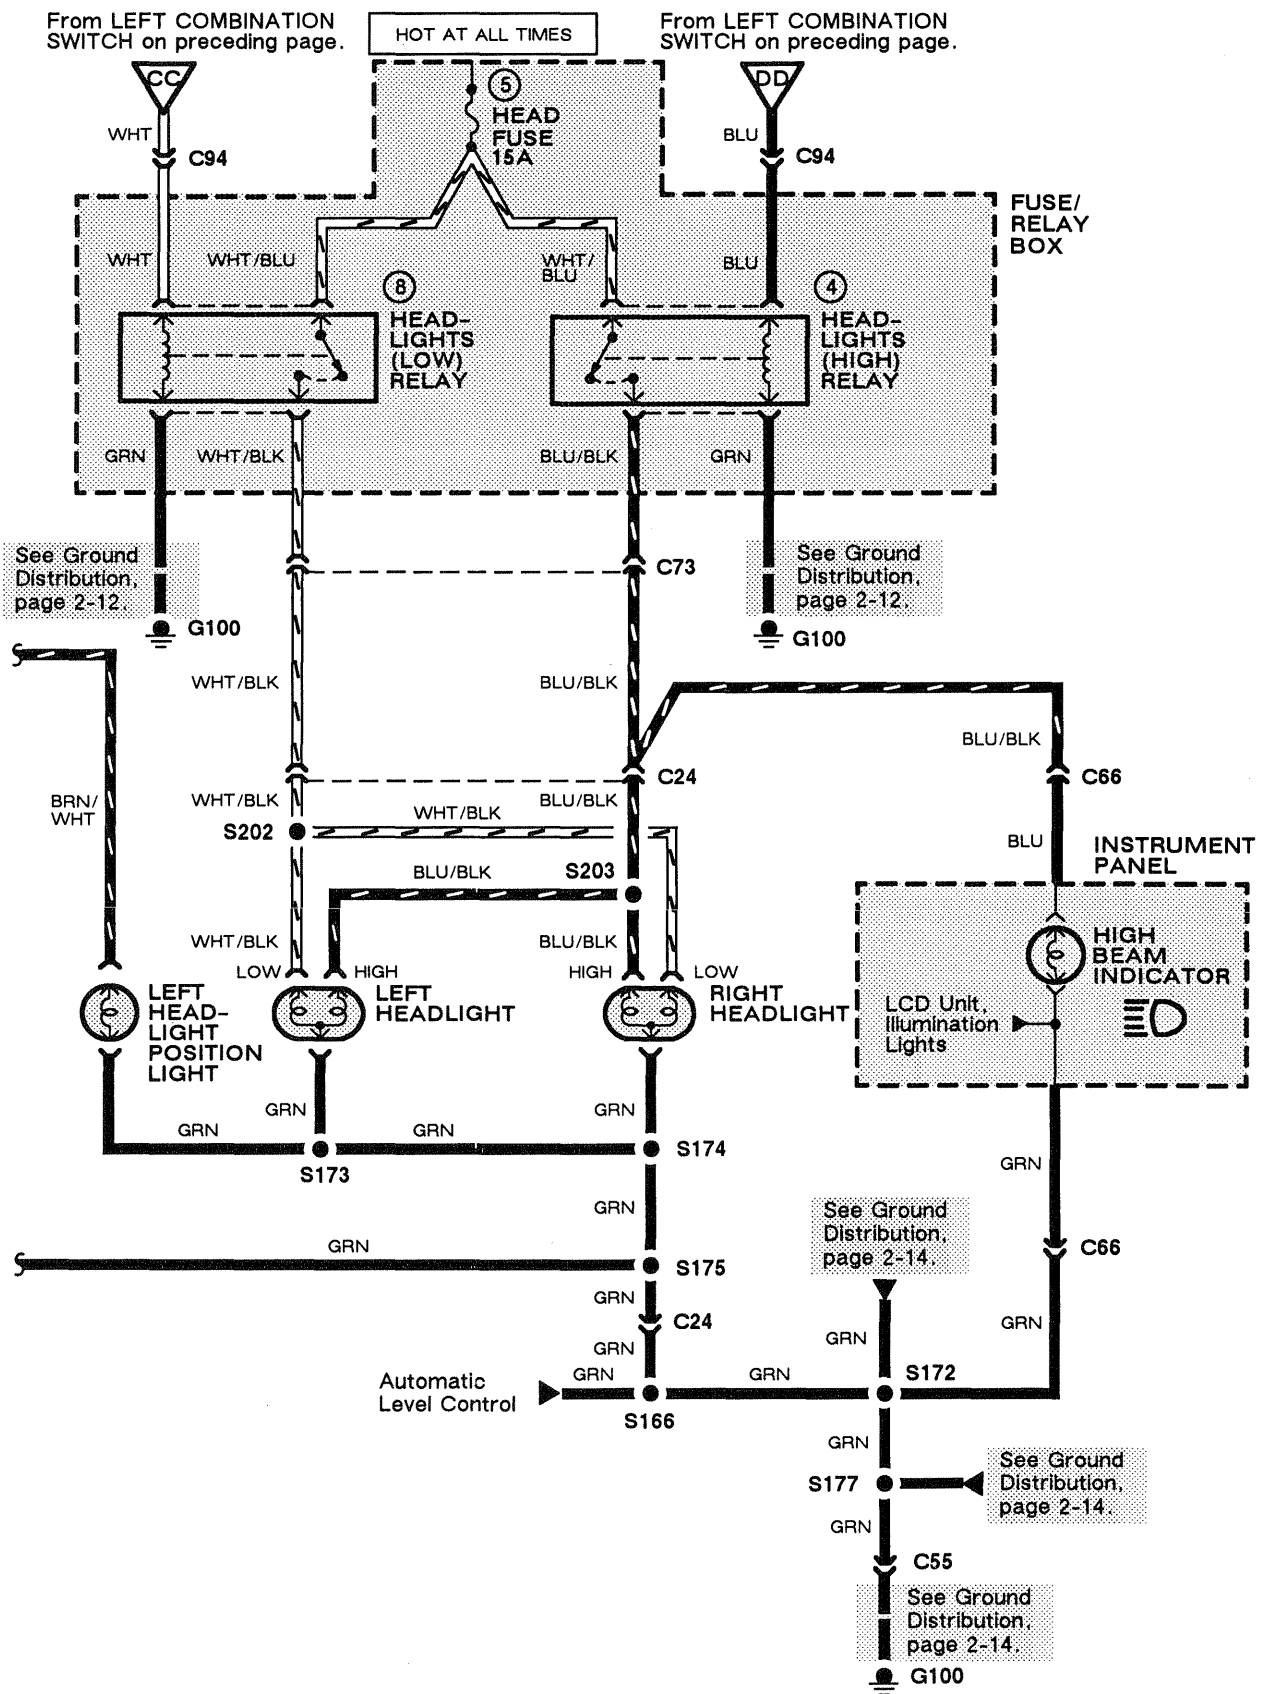 From LEFT COMBINATION
SWITCH on preceding page.
HOT AT ALL TIMES
From LEFT COMBINATION
SWITCH on preceding page.
CC
DD
5
HEAD
FUSE
15A
WHT
C94
BLU
C94
FUSE/
RELAY
BOX
WHT
WHT/BLU
WHT/
BLU
BLU
8
HEAD-
LIGHTS
(LOW)
RELAY
4
HEAD-
LIGHTS
(HIGH)
RELAY
GRN
WHT/BLK
BLU/BLK
GRN
See Ground
Distribution,
page 2-12.
C73
See Ground
Distribution,
page 2-12.
G100
G100
WHT/BLK
BLU/BLK
BLU/BLK
C24
C66
BRN/
WHT
WHT/BLK
BLU/BLK
WHT/BLK
S202
BLU
INSTRUMENT
PANEL
BLU/BLK
S203
WHT/BLK
BLU/BLK
HIGH
BEAM
INDICATOR
LOW
HIGH
HIGH
LOW
LEFT
HEAD-
LIGHT
POSITION
LIGHT
LEFT
HEADLIGHT
RIGHT
HEADLIGHT
LCD Unit,
Illumination
Lights
GRN
GRN
GRN
GRN
S173
S174
GRN
GRN
See Ground
Distribution,
page 2-14.
GRN
S175
C66
GRN
C24
GRN
GRN
GRN
Automatic
Level Control
GRN
GRN
S172
S166
GRN
S177
See Ground
Distribution,
page 2-14.
GRN
C55
See Ground
Distribution,
page 2-14.
G100